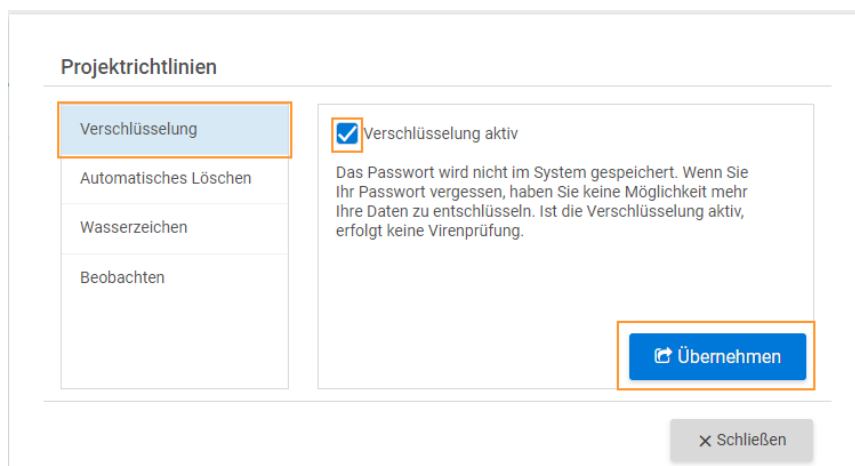 Projektrichtlinien
Verschlüsselung
Automatisches Löschen
Wasserzeichen
Beobachten
Verschlüsselung aktiv
Das Passwort wird nicht im System gespeichert. Wenn Sie
Ihr Passwort vergessen, haben Sie keine Möglichkeit mehr
Ihre Daten zu entschlüsseln. Ist die Verschlüsselung aktiv,
erfolgt keine Virenprüfung.
Übernehmen
Schließen